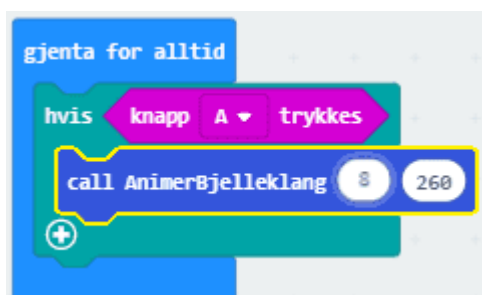 gjenta for alltid
hvis knapp A trykkes
call AnimerBjelleklang 8 260